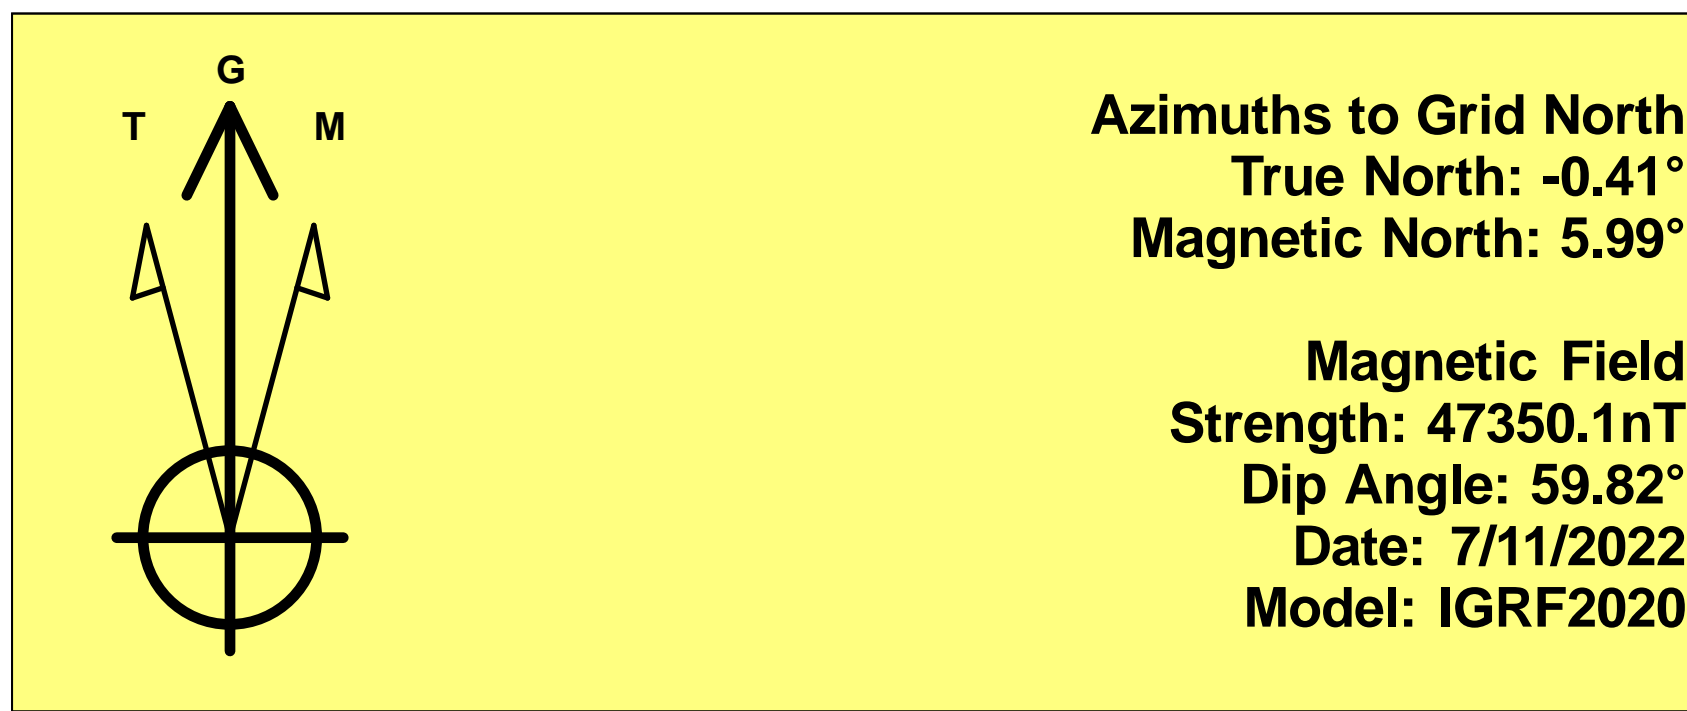 G
T M
Azimuths to Grid North
True North: -0.41°
Magnetic North: 5.99°
Magnetic Field
Strength: 47350.1nT
Dip Angle: 59.82°
Date: 7/11/2022
Model: IGRF2020